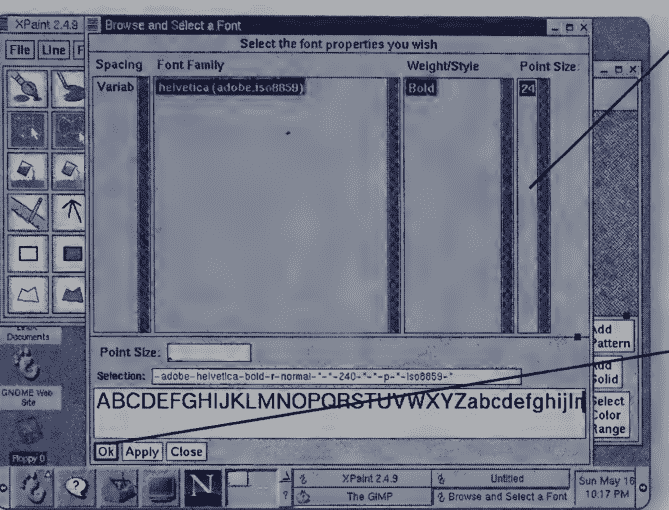 XPaint 2.4.9
Browse and Select a Font
Select the font properties you wish
File Line F
Spacing Font Family Weight/Style Point Size:
Variab helvetica (adobe,iso8859) Bold 24
Documents
GNOME Web
Site
Floppy 0
Point Size:
Selection: -adobe-helvetica-bold-r-normal-*-*-240-*-*-p-*-iso8859-*
ABCDEFGHIJKLMNOPQRSTUVWXYZabcdefghijl
Ok Apply Close
Add
Pattern
Add
Solid
Select
Color
Range
XPaint 2.4.9 Untitled
The GIMP Browse and Select a Font
Sun May 16
10:17 PM